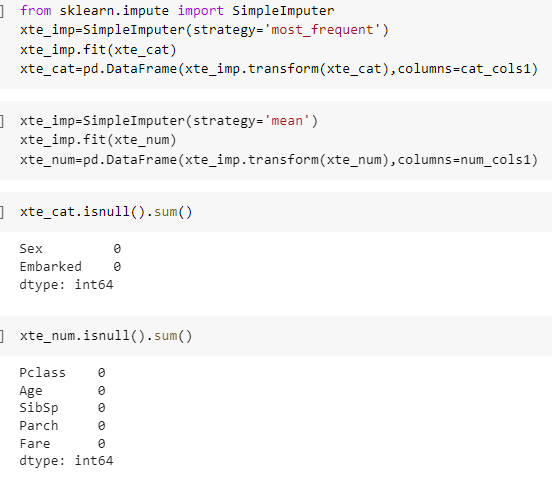 ] from sklearn.impute import SimpleImputer
xte_imp=SimpleImputer(strategy='most_frequent')
xte_imp.fit(xte_cat)
xte_cat=pd.DataFrame(xte_imp.transform(xte_cat),columns=cat_cols1)
] xte_imp=SimpleImputer(strategy='mean')
xte_imp.fit(xte_num)
xte_num=pd.DataFrame(xte_imp.transform(xte_num),columns=num_cols1)
] xte_cat.isnull().sum()
Sex 0
Embarked 0
dtype: int64
] xte_num.isnull().sum()
Pclass 0
Age 0
SibSp 0
Parch 0
Fare 0
dtype: int64